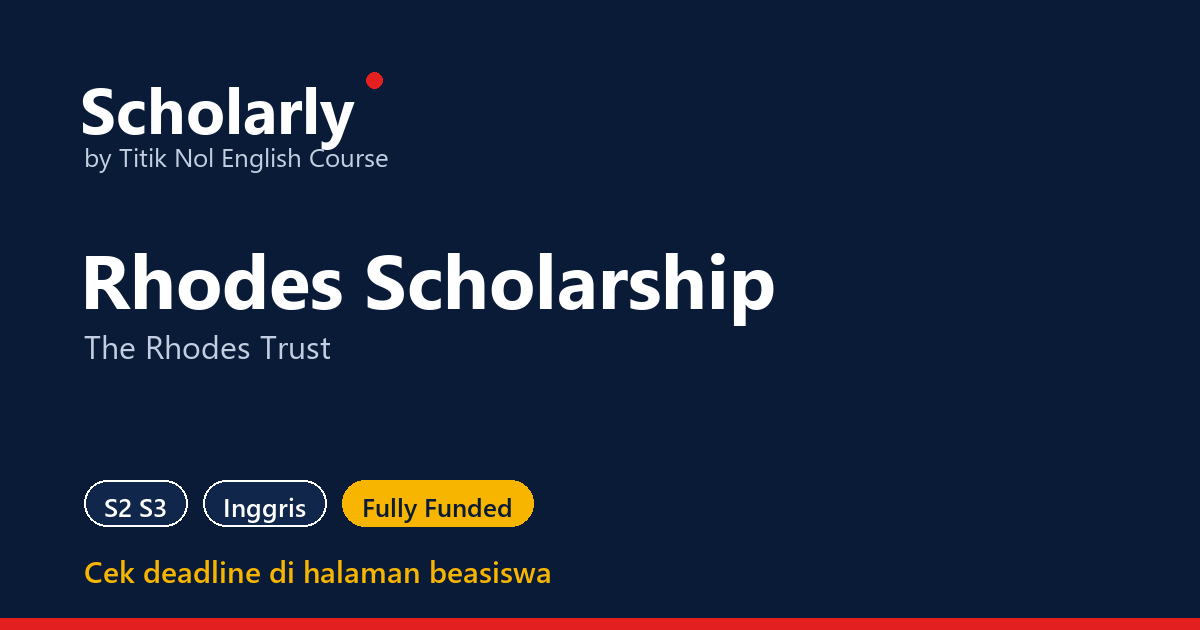 Scholarly
by Titik Nol English Course
Rhodes Scholarship
The Rhodes Trust
S2 S3
Inggris
Fully Funded
Cek deadline di halaman beasiswa